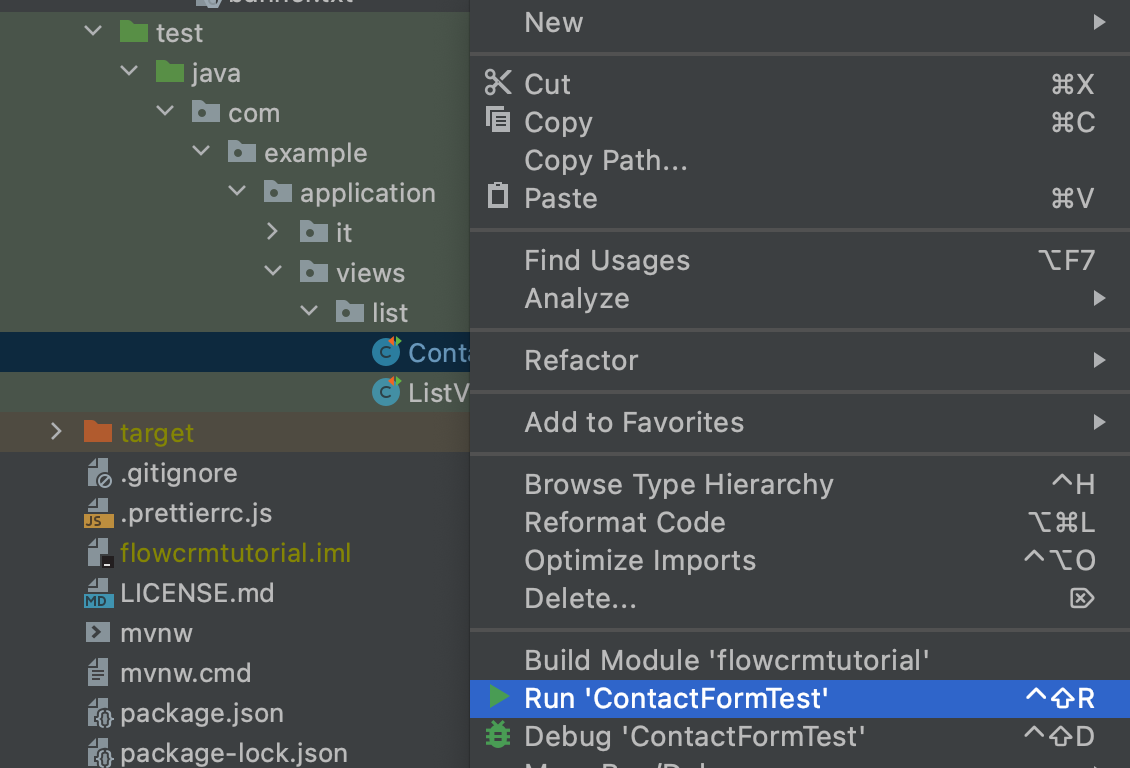 test
java
com
example
application
it
views
list
Conta
ListV
target
.gitignore
.prettierrc.js
flowcrmtutorial.iml
LICENSE.md
mvnw
mvnw.cmd
package.json
package-lock.json
New
Cut ⌘X
Copy ⌘C
Copy Path...
Paste ⌘V
Find Usages ⌥F7
Analyze
Refactor
Add to Favorites
Browse Type Hierarchy ^H
Reformat Code ⌥⌘L
Optimize Imports ^⌥O
Delete... ⌦
Build Module 'flowcrmtutorial'
Run 'ContactFormTest' ^⇧R
Debug 'ContactFormTest' ^⇧D